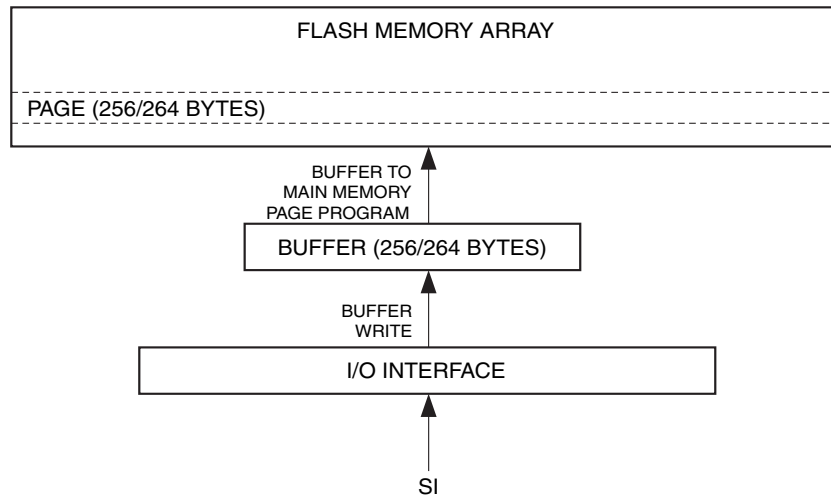 FLASH MEMORY ARRAY
PAGE (256/264 BYTES)
BUFFER TO
MAIN MEMORY
PAGE PROGRAM
BUFFER (256/264 BYTES)
BUFFER
WRITE
I/O INTERFACE
SI